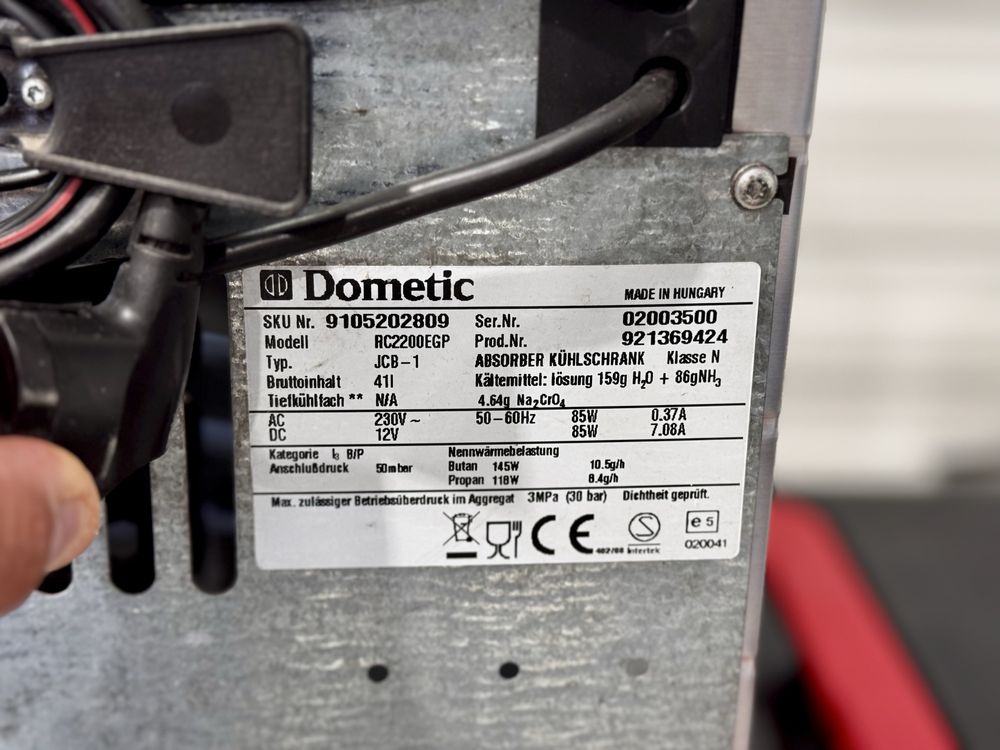 Dometic MADE IN HUNGARY
SKU Nr. 9105202809 Ser.Nr. 02003500
Modell RC2200EGP Prod.Nr. 921369424
Typ. JCB-1 ABSORBER KÜHLSCHRANK Klasse N
Bruttoinhalt 41l Kältemittel: lösung 159g H₂O + 86gNH₃
Tiefkühlfach ** N/A 4.64g Na₂CrO₄
AC 230V~ 50-60Hz 85W 0.37A
DC 12V 85W 7.08A
Kategorie I₃ B/P Nennwärmebelastung
Anschlußdruck 50mbar Butan 145W 10.5g/h
Propan 118W 8.4g/h
Max. zulässiger Betriebsüberdruck im Aggregat 3MPa (30 bar) Dichtheit geprüft.
CE 402/08 S Intertek e5
020041